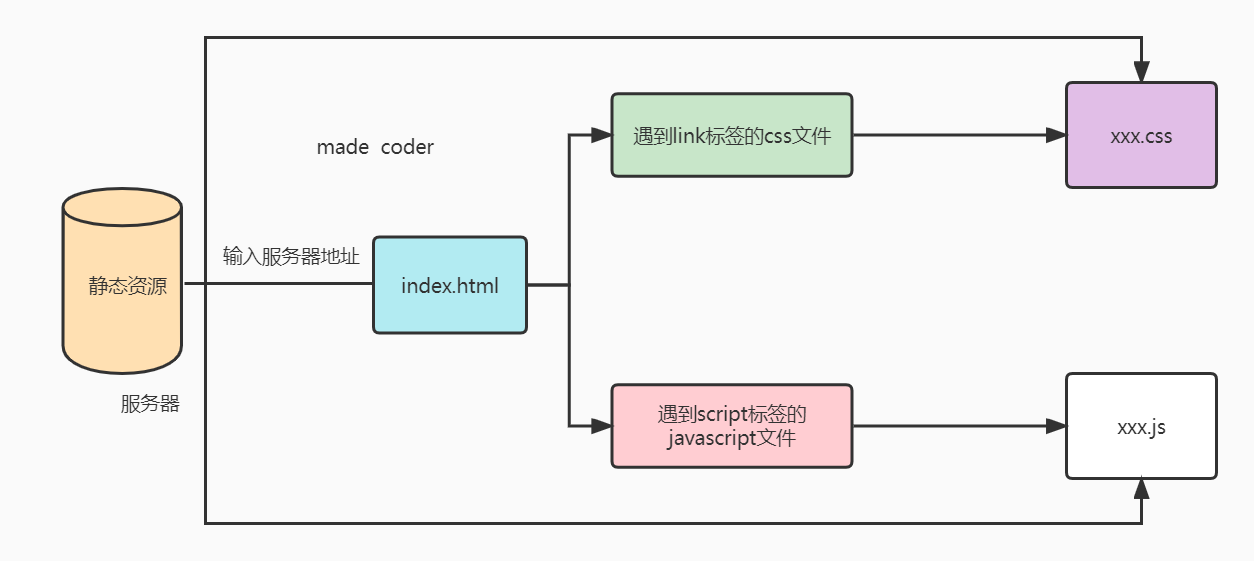 made coder
遇到link标签的css文件
xxx.css
输入服务器地址
静态资源
index.html
服务器
遇到script标签的
javascript文件
xxx.js